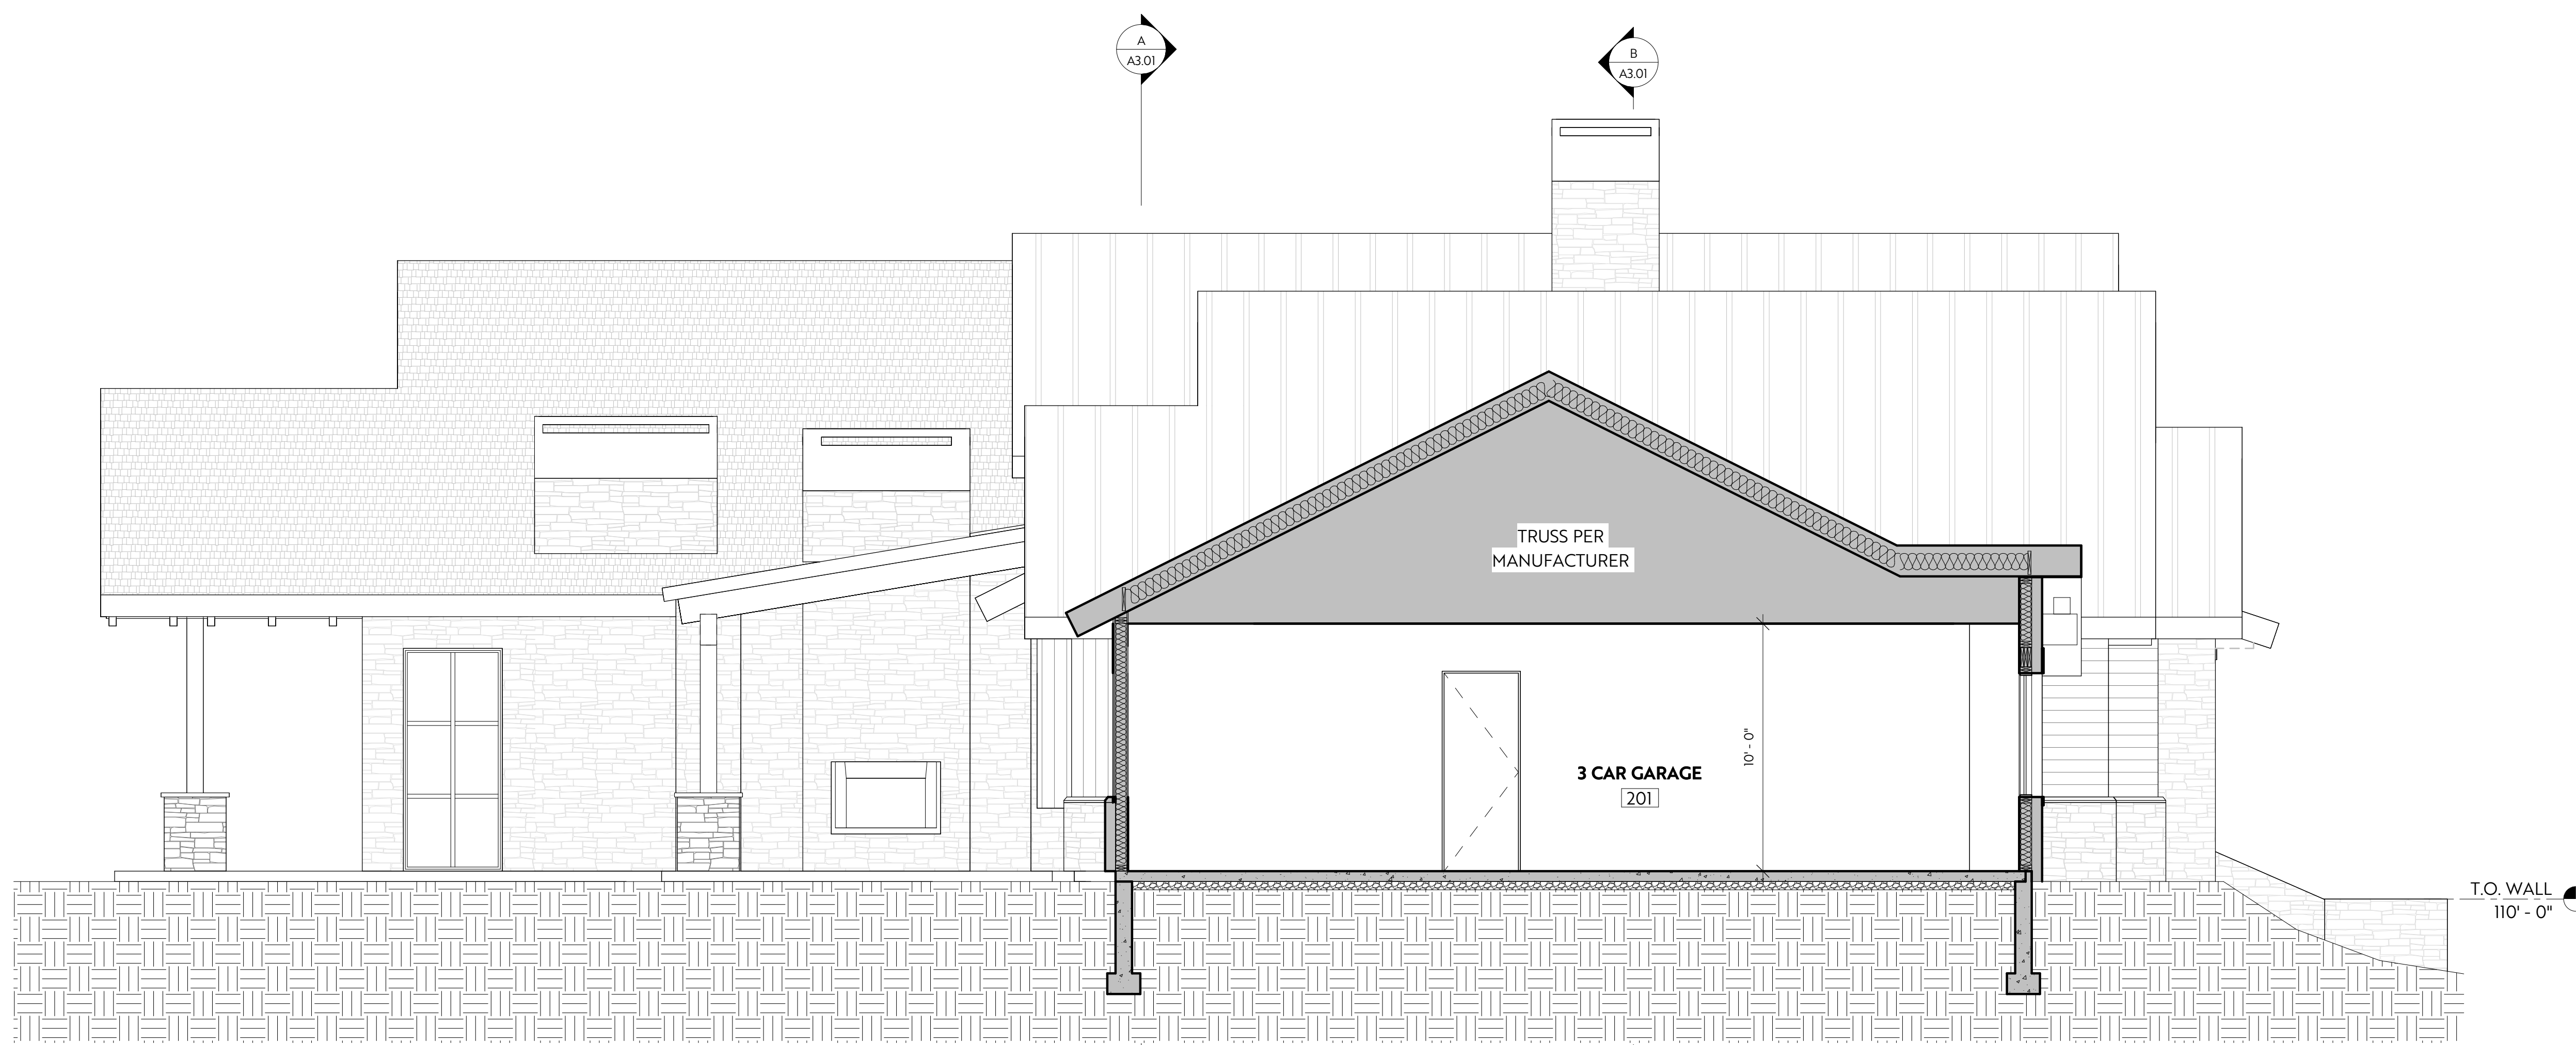 A
A3.01
B
A3.01
TRUSS PER
MANUFACTURER
10' - 0"
3 CAR GARAGE
201
T.O. WALL
110' - 0"